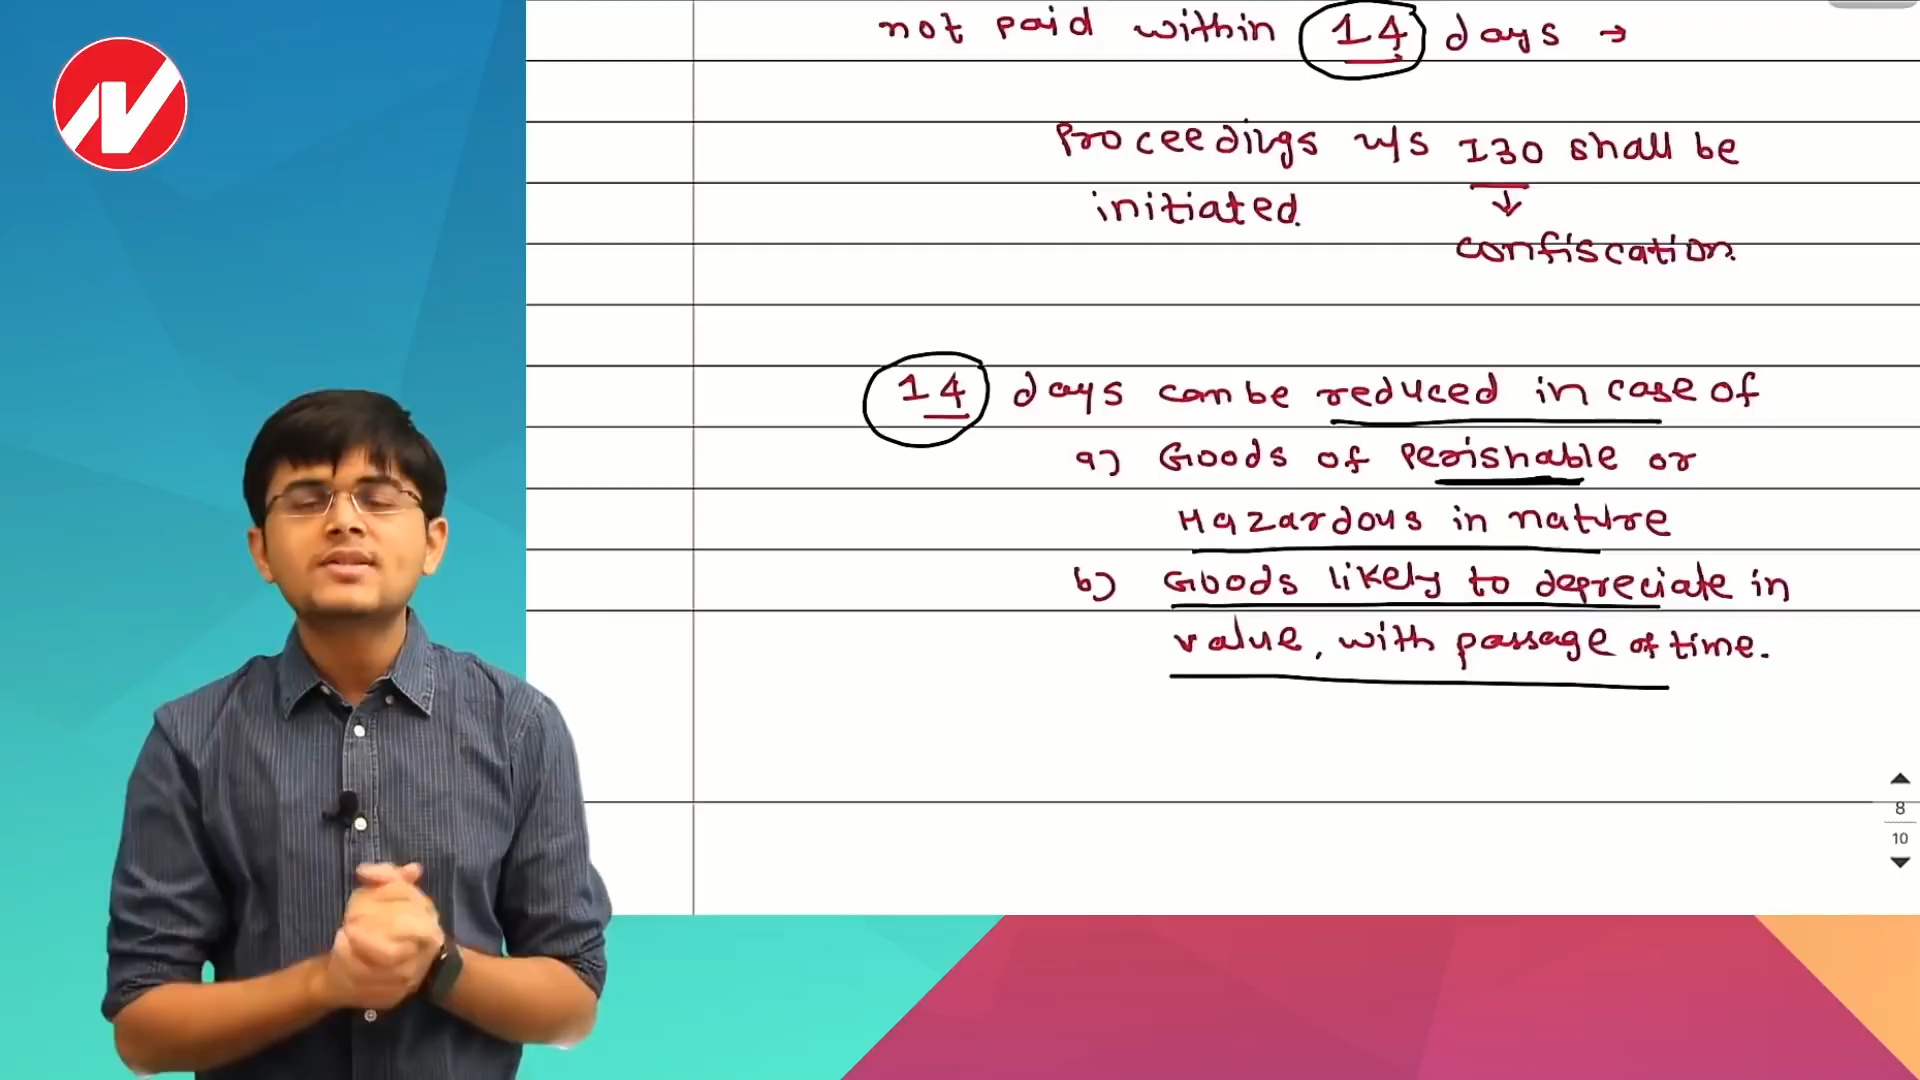 not paid within 14 days →
Proceedings u/s 130 shall be
initiated.
↓
confiscation.
14 days can be reduced in case of
a) Goods of Perishable or
Hazardous in nature
b) Goods likely to depreciate in
value, with passage of time.
8
10